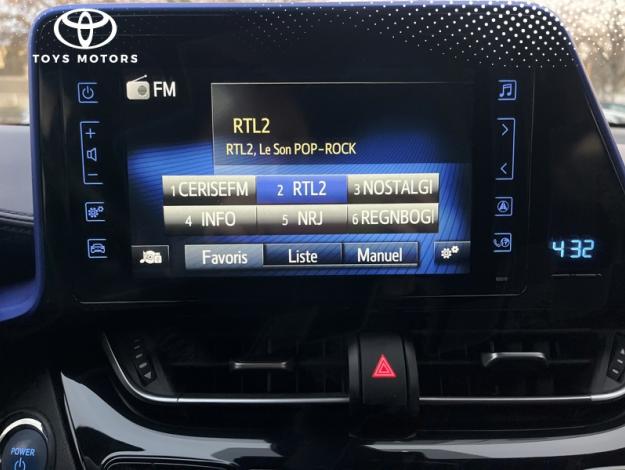 TOYS MOTORS
FM
RTL2
RTL2, Le Son POP-ROCK
1 CERISEFM 2 RTL2 3 NOSTALGI
4 INFO 5 NRJ 6 REGNBOGI
Favoris Liste Manuel
4:32
POWER